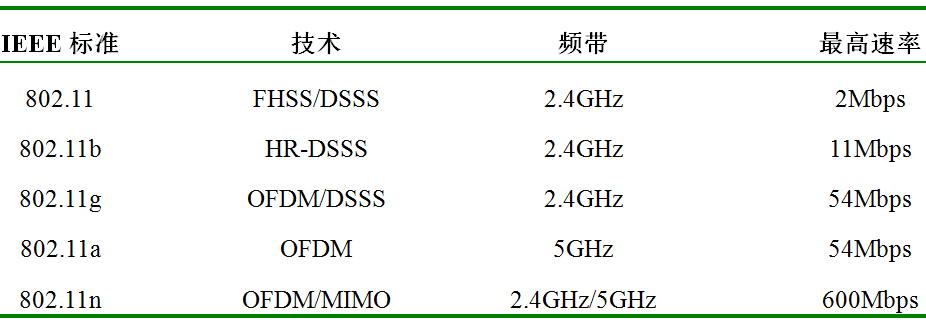 IEEE 标准 技术 频带 最高速率
802.11 FHSS/DSSS 2.4GHz 2Mbps
802.11b HR-DSSS 2.4GHz 11Mbps
802.11g OFDM/DSSS 2.4GHz 54Mbps
802.11a OFDM 5GHz 54Mbps
802.11n OFDM/MIMO 2.4GHz/5GHz 600Mbps